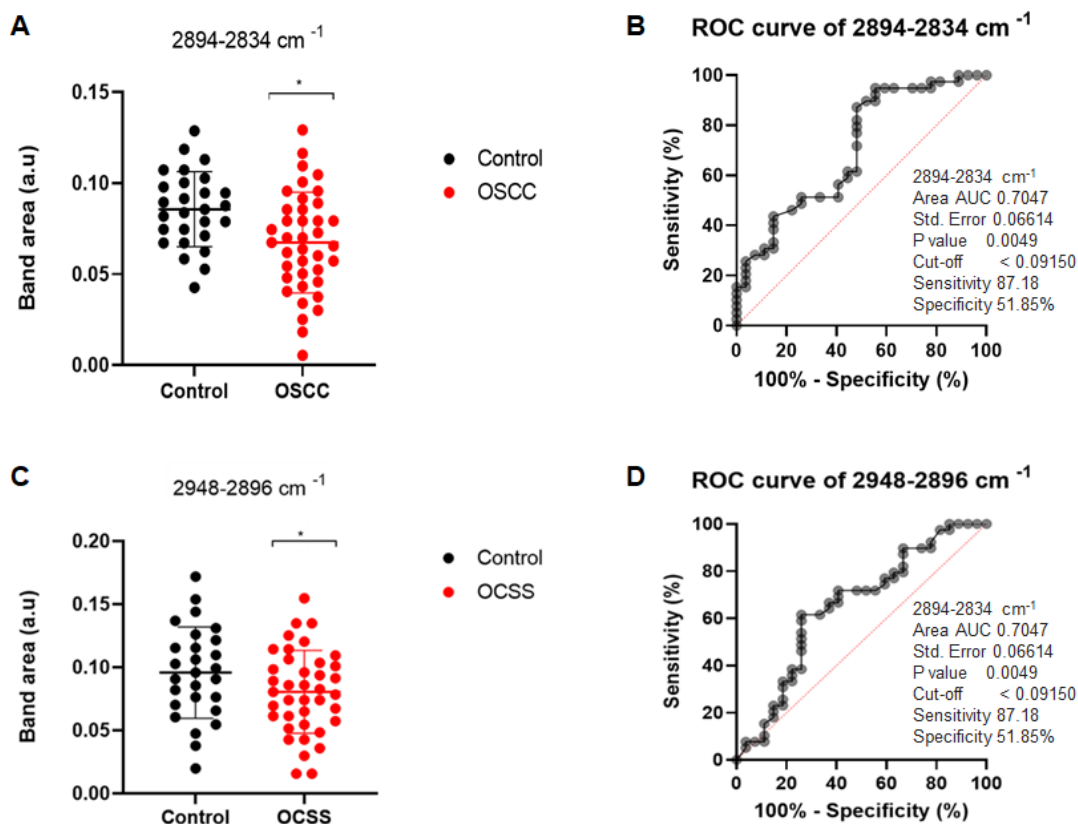 A
2894-2834 cm ⁻¹
*
0.15
0.10
0.05
0.00
Band area (a.u)
Control
OSCC
Control
OSCC
B
ROC curve of 2894-2834 cm ⁻¹
100
80
60
40
20
0
Sensitivity (%)
2894-2834 cm⁻¹
Area AUC 0.7047
Std. Error 0.06614
P value 0.0049
Cut-off < 0.09150
Sensitivity 87.18
Specificity 51.85%
0 20 40 60 80 100
100% - Specificity (%)
C
2948-2896 cm ⁻¹
*
0.20
0.15
0.10
0.05
0.00
Band area (a.u)
Control
OCSS
Control
OCSS
D
ROC curve of 2948-2896 cm ⁻¹
100
80
60
40
20
0
Sensitivity (%)
2894-2834 cm⁻¹
Area AUC 0.7047
Std. Error 0.06614
P value 0.0049
Cut-off < 0.09150
Sensitivity 87.18
Specificity 51.85%
0 20 40 60 80 100
100% - Specificity (%)